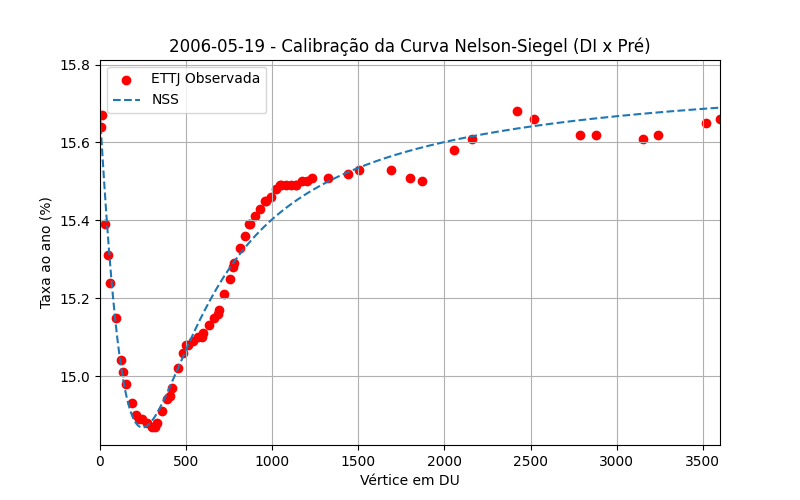 2006-05-19 - Calibração da Curva Nelson-Siegel (DI x Pré)
ETTJ Observada
NSS
Taxa ao ano (%)
15.8
15.6
15.4
15.2
15.0
0 500 1000 1500 2000 2500 3000 3500
Vértice em DU